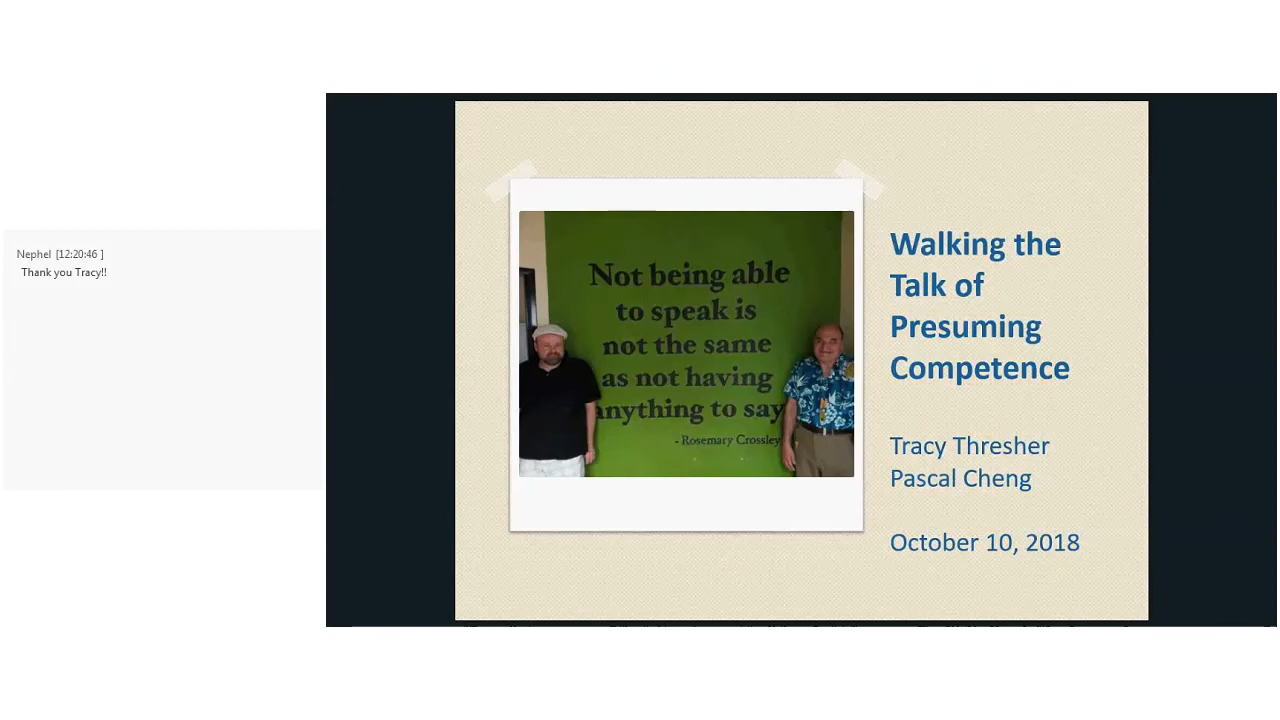 Nephel [12:20:46 ]
Thank you Tracy!!
Not being able
to speak is
not the same
as not having
anything to say
- Rosemary Crossley
Walking the
Talk of
Presuming
Competence
Tracy Thresher
Pascal Cheng
October 10, 2018